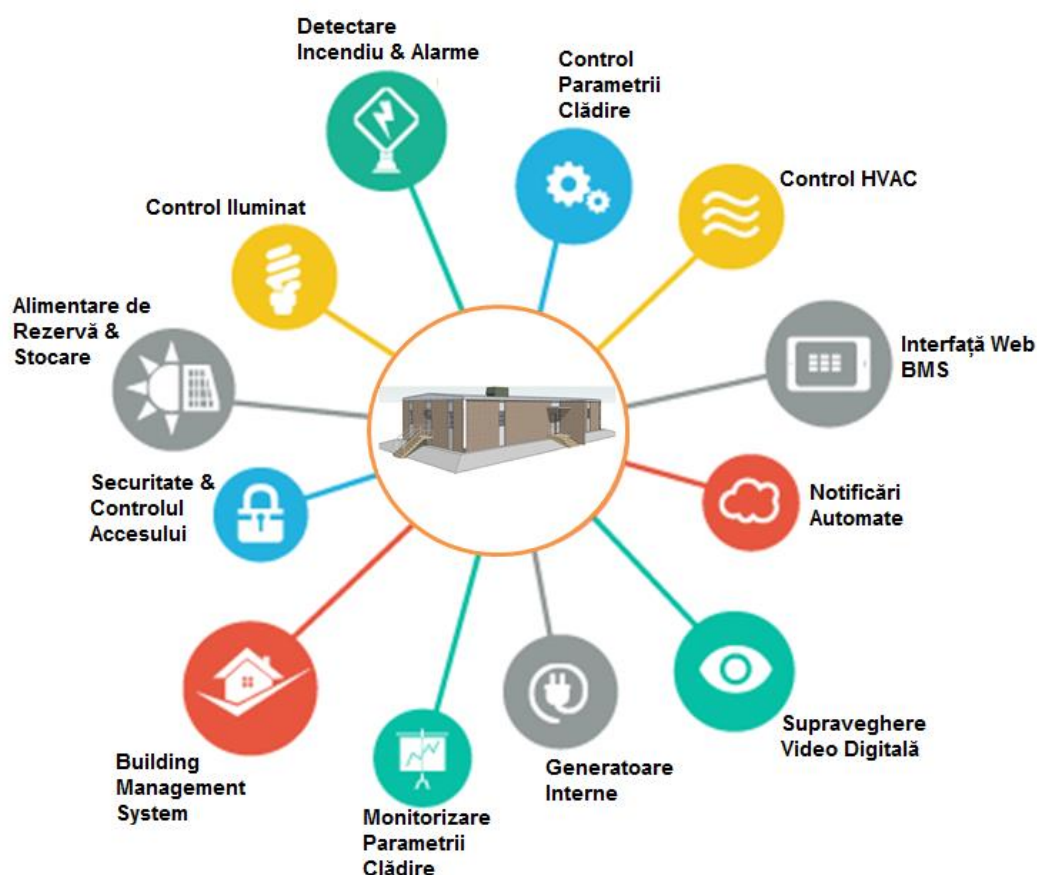 Detectare
Incendiu & Alarme
Control
Parametrii
Clădire
Control HVAC
Control Iluminat
Alimentare de
Rezervă &
Stocare
Interfață Web
BMS
Securitate &
Controlul
Accesului
Notificări
Automate
Supraveghere
Video Digitală
Building
Management
System
Generatoare
Interne
Monitorizare
Parametrii
Clădire